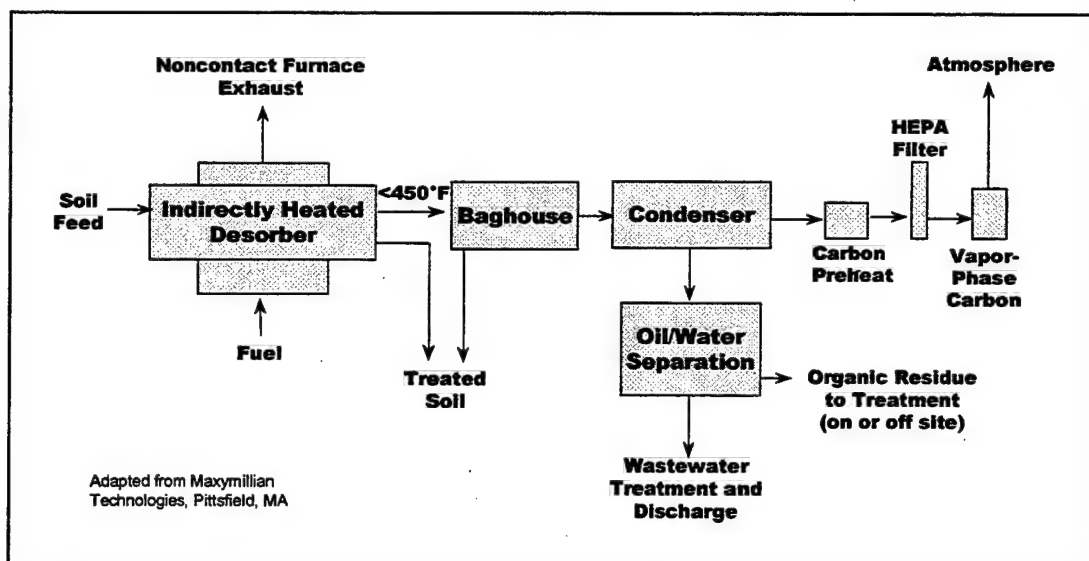 Noncontact Furnace
Exhaust
Atmosphere
HEPA
Filter
<450°F
Soil
Feed
Indirectly Heated
Desorber
Baghouse
Condenser
Carbon
Preheat
Vapor-
Phase
Carbon
Fuel
Treated
Soil
Oil/Water
Separation
Organic Residue
to Treatment
(on or off site)
Wastewater
Treatment and
Discharge
Adapted from Maxymillian
Technologies, Pittsfield, MA